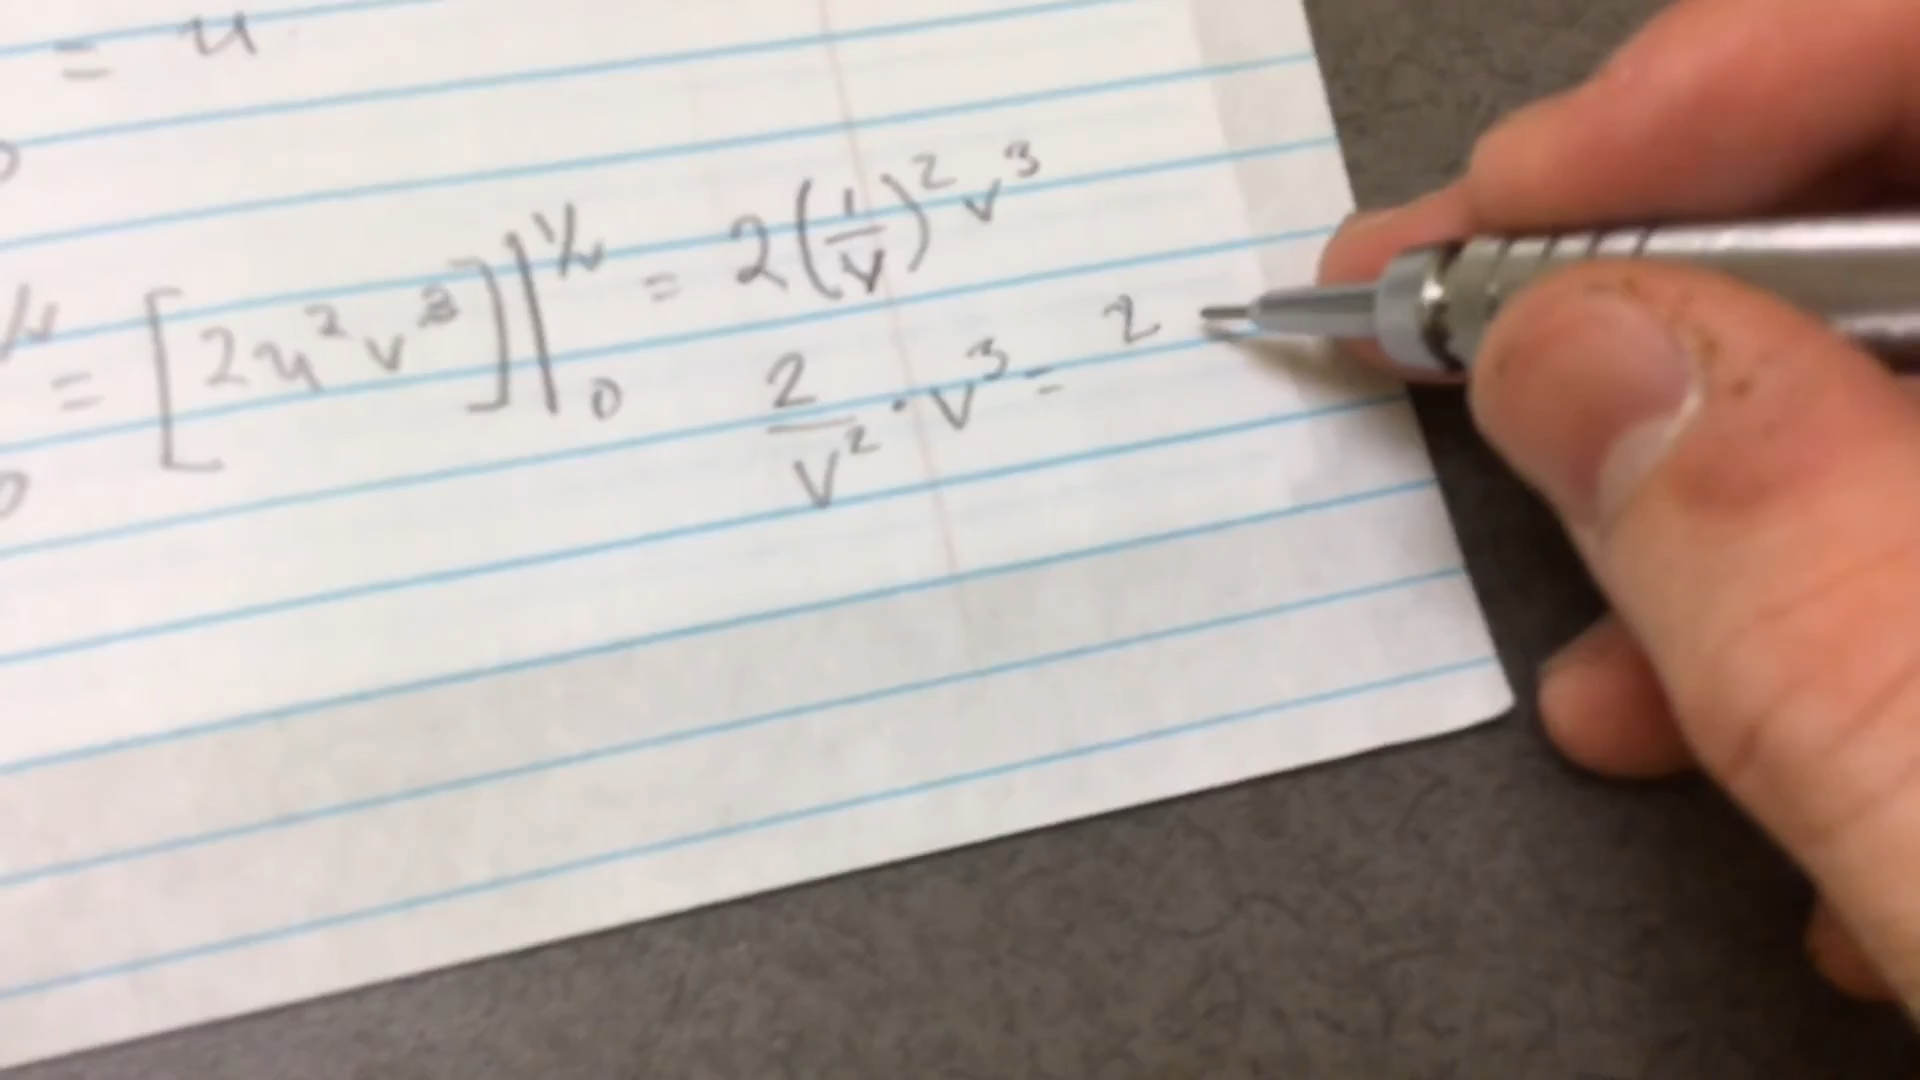 = u
= [2u²v³]|₀^{1/v} = 2(1/v)²v³
2/v² · v³ = 2